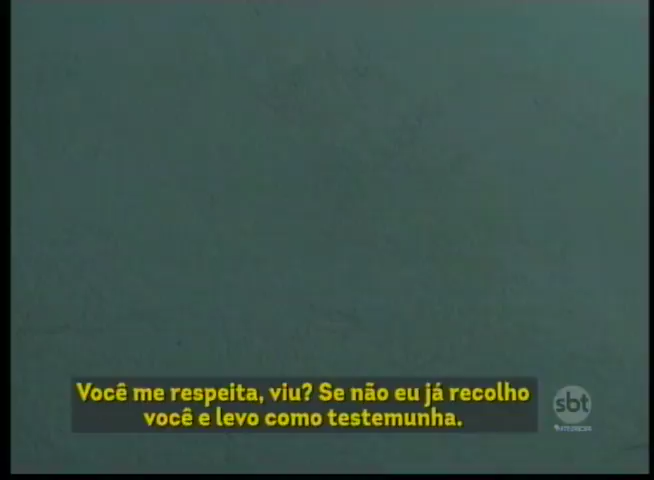 Você me respeita, viu? Se não eu já recolho
você e levo como testemunha.
sbt